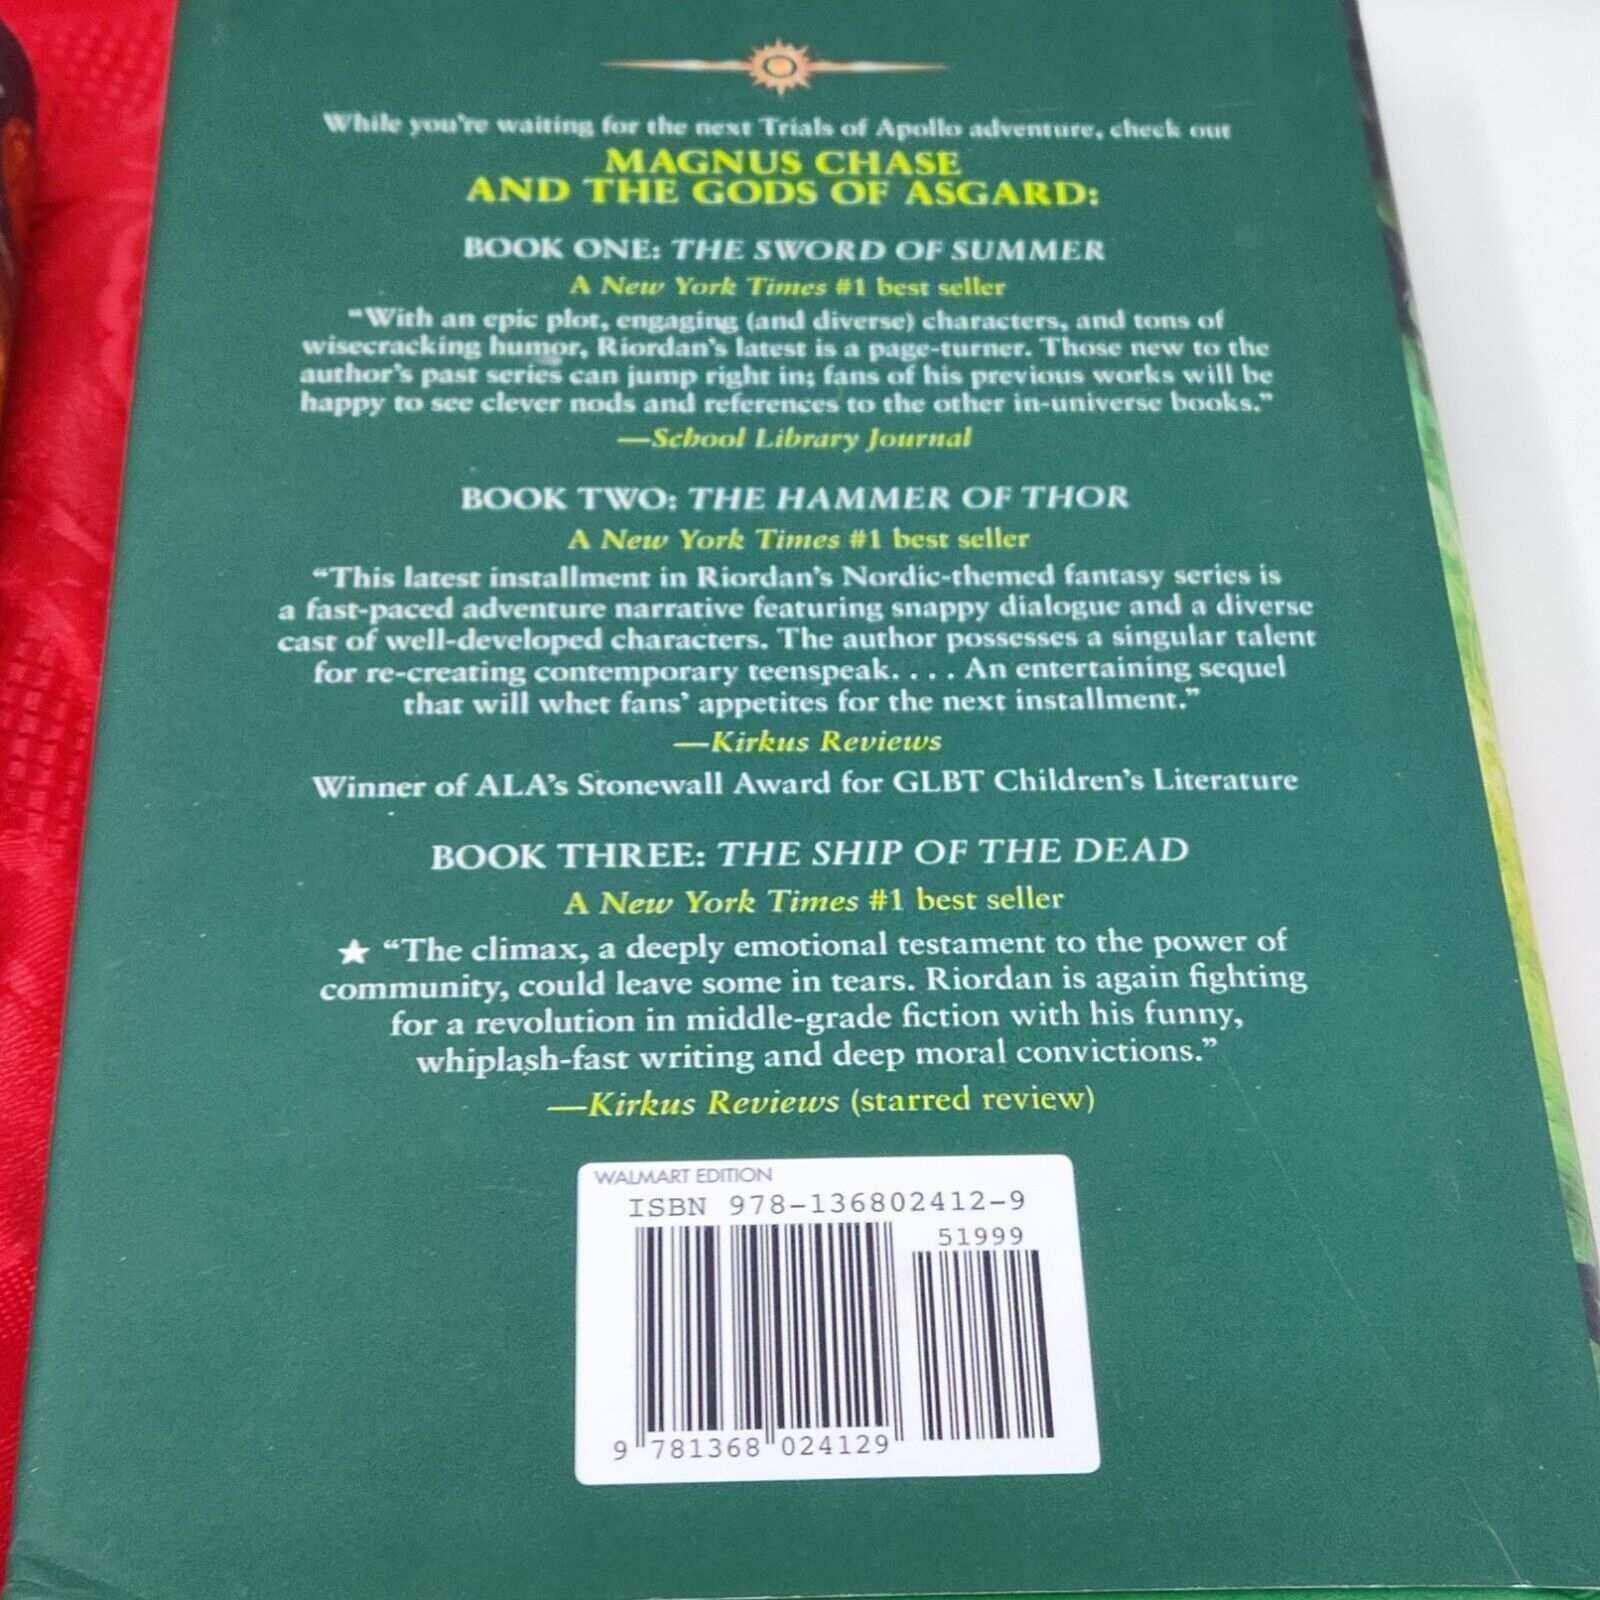 While you're waiting for the next Trials of Apollo adventure, check out
MAGNUS CHASE
AND THE GODS OF ASGARD:
BOOK ONE: THE SWORD OF SUMMER
A New York Times #1 best seller
"With an epic plot, engaging (and diverse) characters, and tons of
wisecracking humor, Riordan's latest is a page-turner. Those new to the
author's past series can jump right in; fans of his previous works will be
happy to see clever nods and references to the other in-universe books."
—School Library Journal
BOOK TWO: THE HAMMER OF THOR
A New York Times #1 best seller
"This latest installment in Riordan's Nordic-themed fantasy series is
a fast-paced adventure narrative featuring snappy dialogue and a diverse
cast of well-developed characters. The author possesses a singular talent
for re-creating contemporary teenspeak. . . . An entertaining sequel
that will whet fans' appetites for the next installment."
—Kirkus Reviews
Winner of ALA's Stonewall Award for GLBT Children's Literature
BOOK THREE: THE SHIP OF THE DEAD
A New York Times #1 best seller
★ "The climax, a deeply emotional testament to the power of
community, could leave some in tears. Riordan is again fighting
for a revolution in middle-grade fiction with his funny,
whiplash-fast writing and deep moral convictions."
—Kirkus Reviews (starred review)
WALMART EDITION
ISBN 978-136802412-9
51999
9 781368 024129